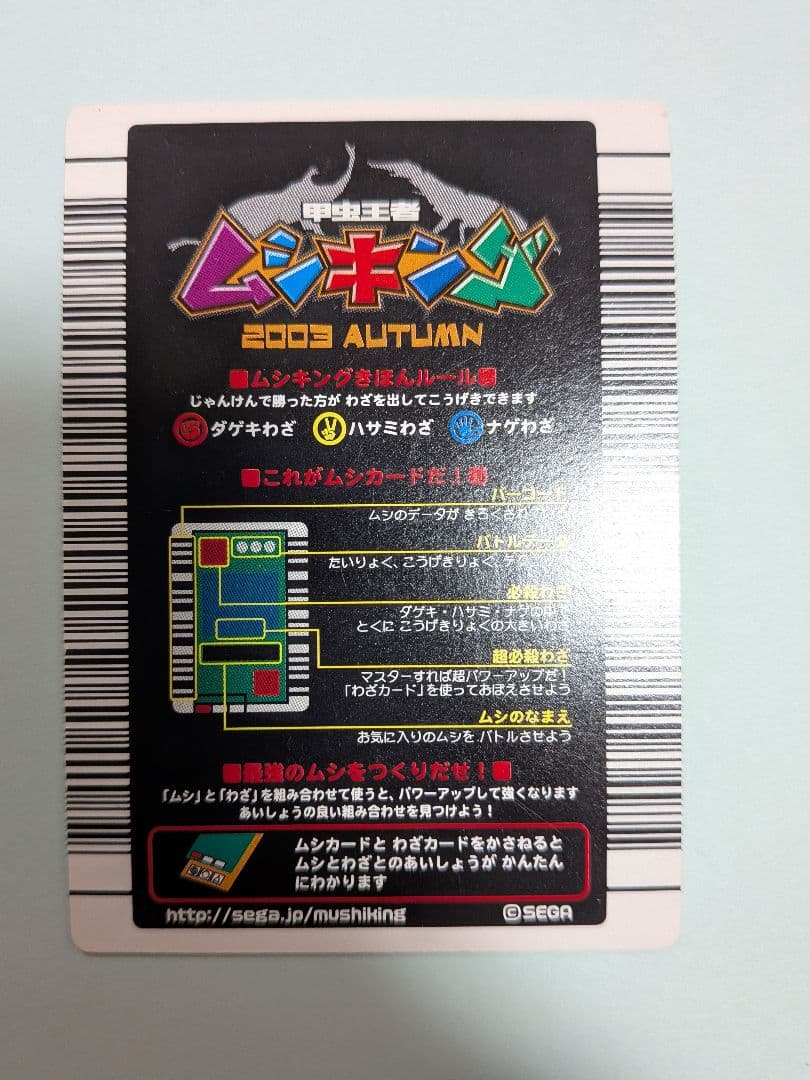 甲虫王者
ムシキング
2003 AUTUMN
ムシキングきほんルール
じゃんけんで勝った方が わざを出してこうげきできます
ダゲキわざ ハサミわざ ナゲわざ
これがムシカードだ!
バーコード
ムシのデータが きろくされ
バトルデータ
たいりょく、こうげきりょく、テク
必殺わざ
ダゲキ・ハサミ・ナゲの中で
とくに こうげきりょくの大きいわざ
超必殺わざ
マスターすれば超パワーアップだ!
「わざカード」を使っておぼえさせよう
ムシのなまえ
お気に入りのムシを バトルさせよう
最強のムシをつくりだせ!
「ムシ」と「わざ」を組み合わせて使うと、パワーアップして強くなります
あいしょうの良い組み合わせを見つけよう!
ムシカードと わざカードをかさねると
ムシとわざとのあいしょうが かんたん
にわかります
http://sega.jp/mushiking ©SEGA